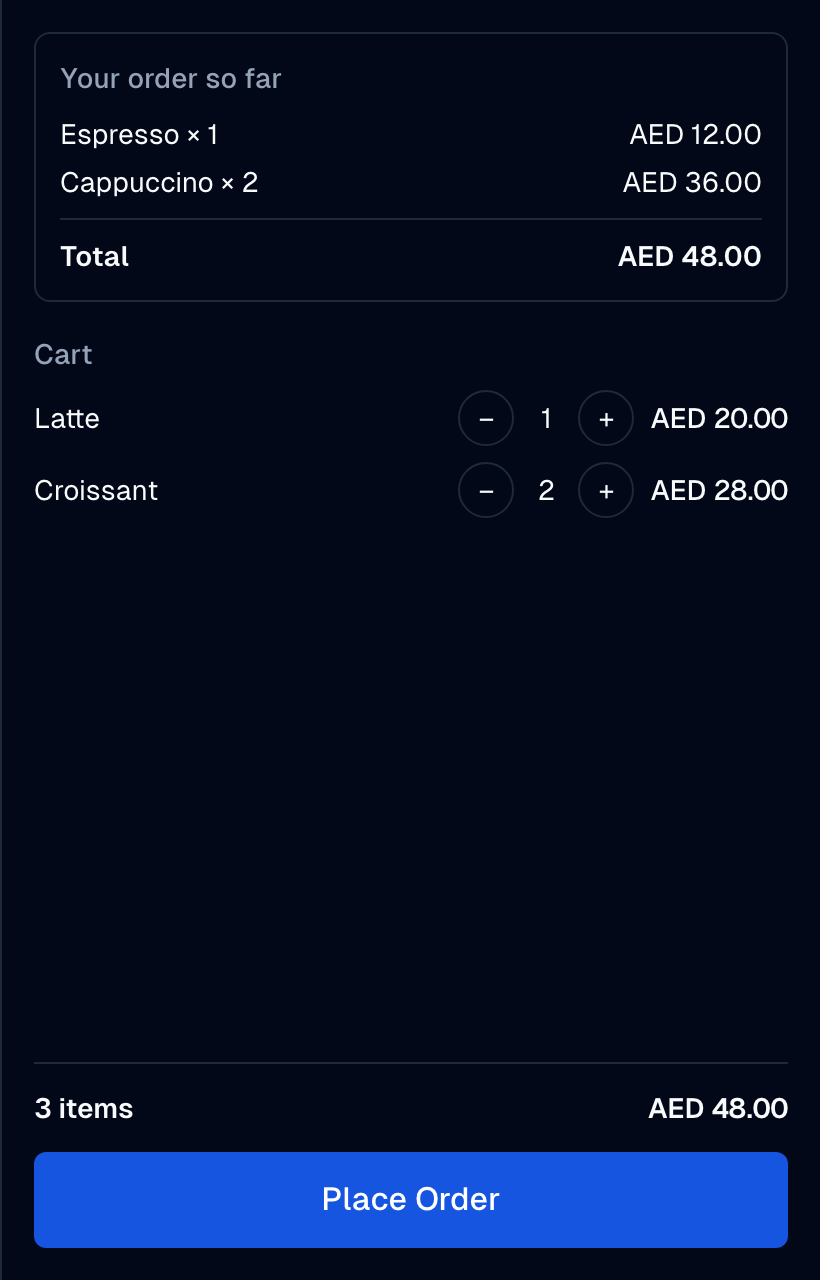 Your order so far
Espresso × 1 AED 12.00
Cappuccino × 2 AED 36.00
Total AED 48.00
Cart
Latte − 1 + AED 20.00
Croissant − 2 + AED 28.00
3 items AED 48.00
Place Order